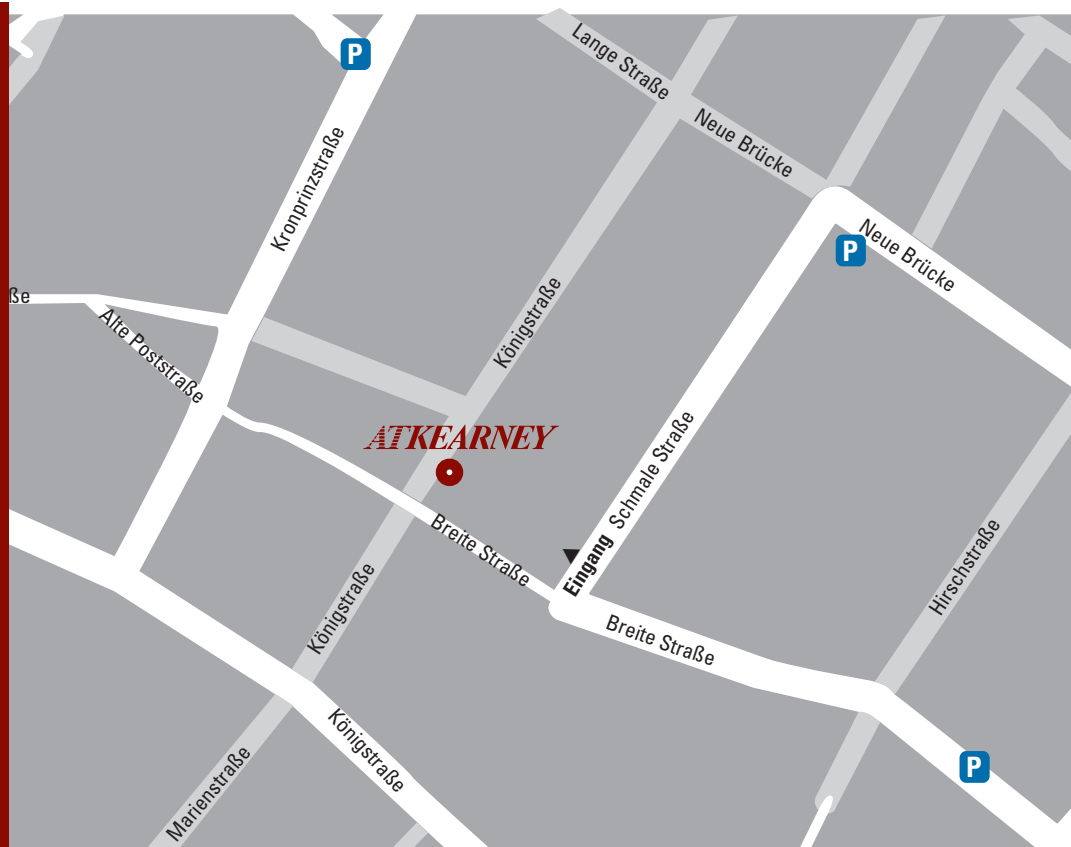 P
Lange Straße
Neue Brücke
Kronprinzstraße
Neue Brücke
P
Königstraße
ße
Alte Poststraße
ATKEARNEY
Schmale Straße
Breite Straße
Eingang
Hirschstraße
Königstraße
Breite Straße
Königstraße
P
Marienstraße